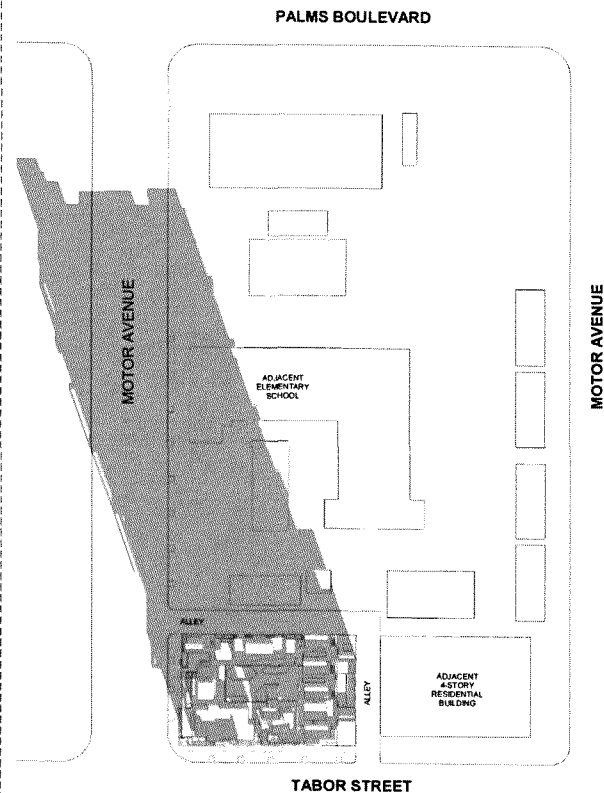 PALMS BOULEVARD
MOTOR AVENUE
MOTOR AVENUE
ADJACENT
ELEMENTARY
SCHOOL
ALLEY
ALLEY
ADJACENT
4-STORY
RESIDENTIAL
BUILDING
TABOR STREET